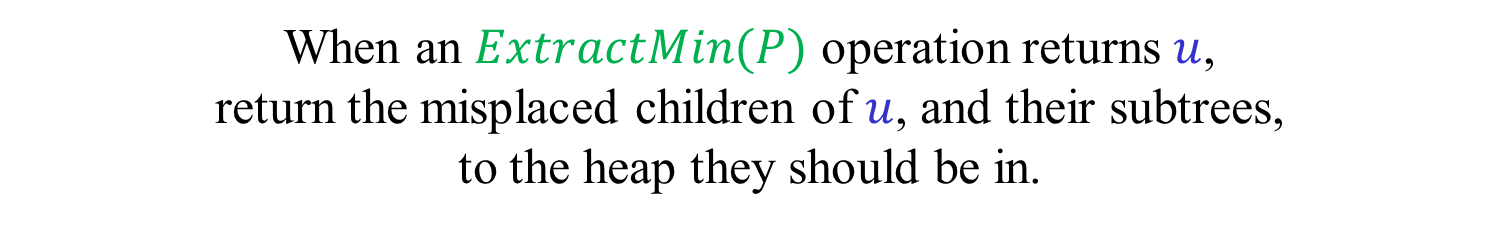 When an ExtractMin(P) operation returns u,
return the misplaced children of u, and their subtrees,
to the heap they should be in.